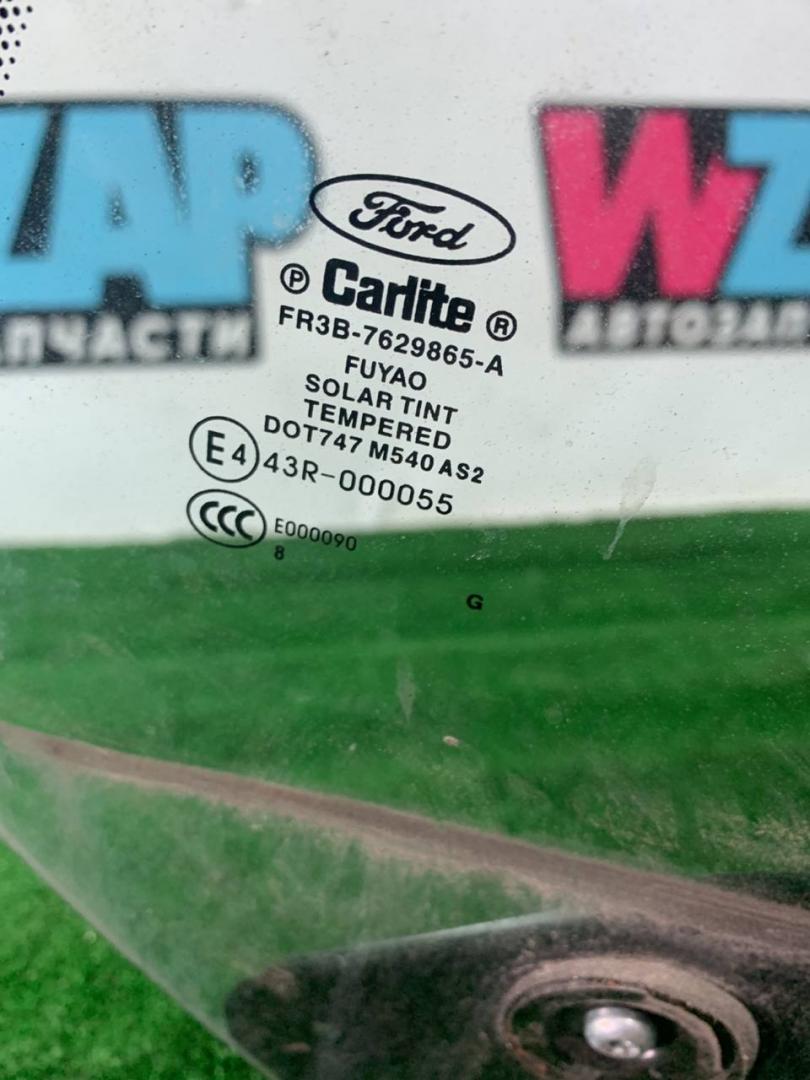 ZAP
WZ
Ford
Ⓟ Carlite ®
ПЧАСТИ
АВТОЗАП
FR3B-7629865-A
FUYAO
SOLAR TINT
TEMPERED
DOT747 M540 AS2
E4 43R-000055
CCC E000090
8
G